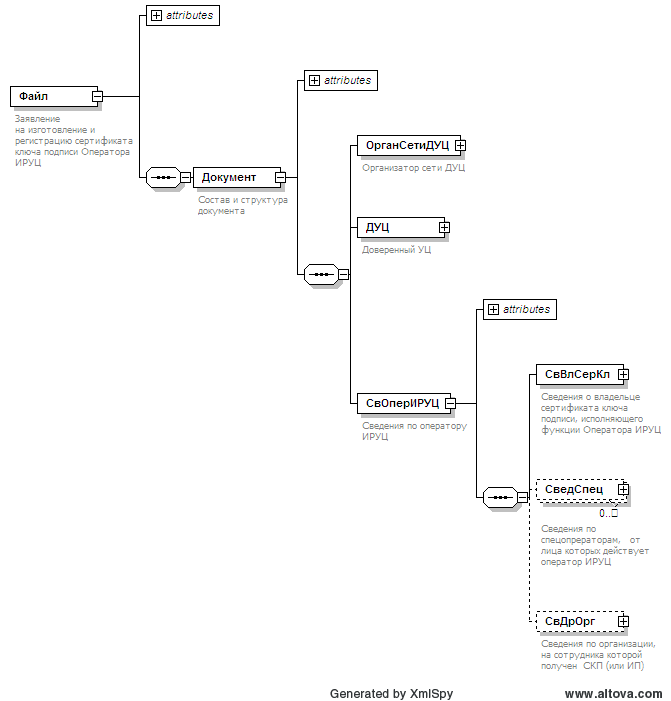 attributes
Файл
Заявление
на изготовление и
регистрацию сертификата
ключа подписи Оператора
ИРУЦ
Документ
Состав и структура
документа
attributes
ОрганСетиДУЦ
Организатор сети ДУЦ
ДУЦ
Доверенный УЦ
СвОперИРУЦ
Сведения по оператору
ИРУЦ
attributes
СвВлСерКл
Сведения о владельце
сертификата ключа
подписи, исполняющего
функции Оператора ИРУЦ
СведСпец
0..□
Сведения по
спецопрераторам, от
лица которых действует
оператор ИРУЦ
СвДрОрг
Сведения по организации,
на сотрудника которой
получен СКП (или ИП)
Generated by XmlSpy
www.altova.com